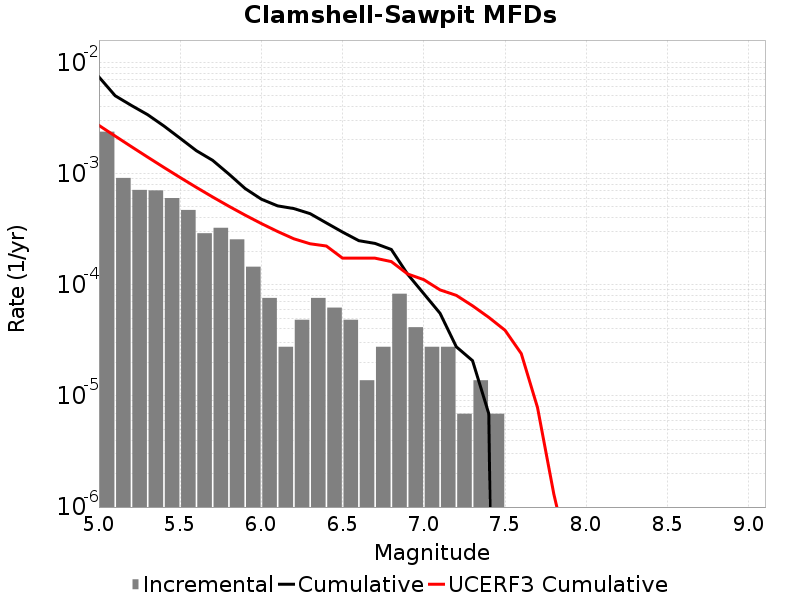 Clamshell-Sawpit MFDs
Rate (1/yr)
10-2
10-3
10-4
10-5
10-6
5.0 5.5 6.0 6.5 7.0 7.5 8.0 8.5 9.0
Magnitude
Incremental Cumulative UCERF3 Cumulative